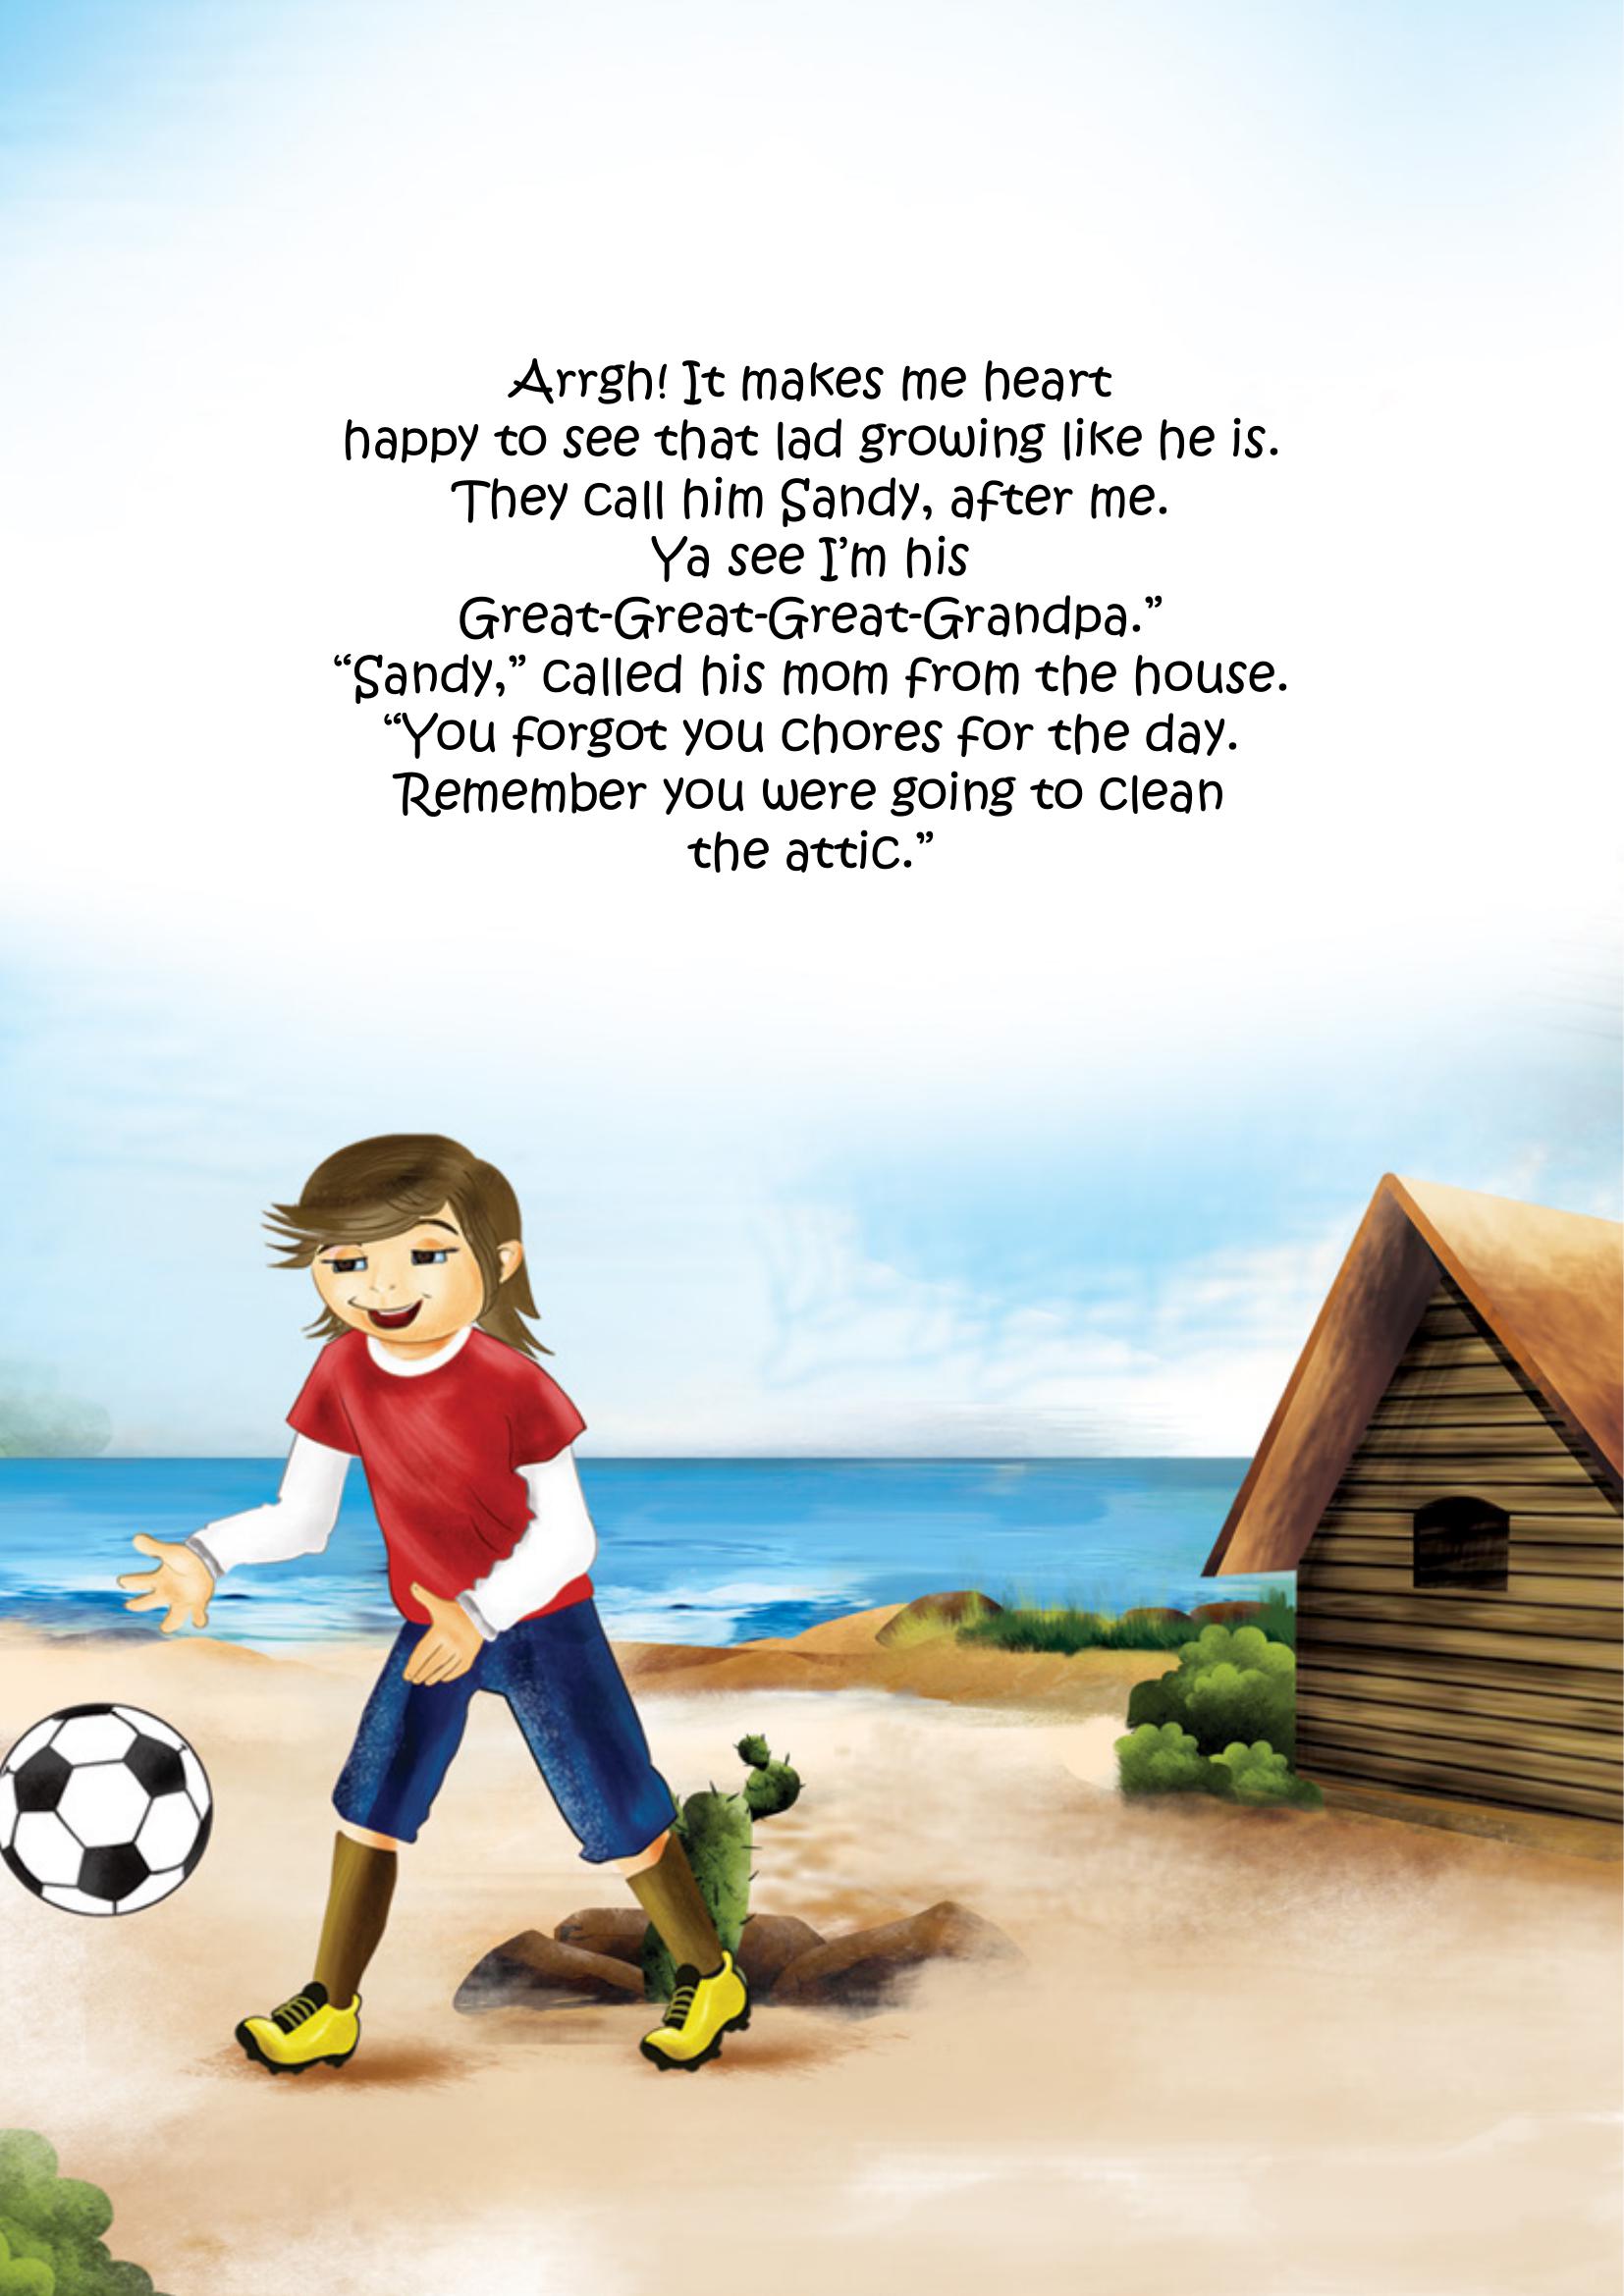 Arrgh! It makes me heart
happy to see that lad growing like he is.
They call him Sandy, after me.
Ya see I’m his
Great-Great-Great-Grandpa.”
“Sandy,” called his mom from the house.
“You forgot you chores for the day.
Remember you were going to clean
the attic.”